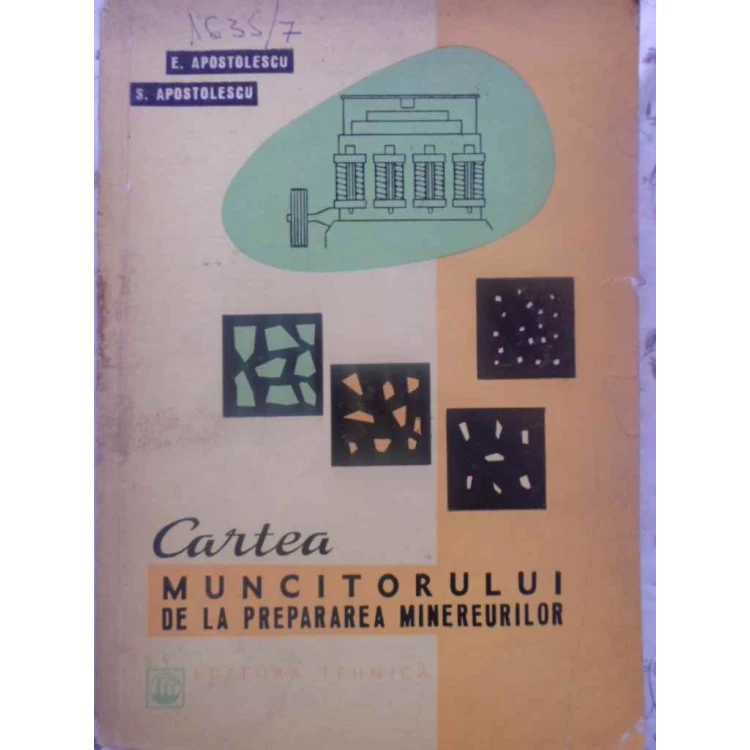 1635/7
E. APOSTOLESCU
S. APOSTOLESCU
Cartea
MUNCITORULUI
DE LA PREPARAREA MINEREURILOR
EDITURA TEHNICĂ